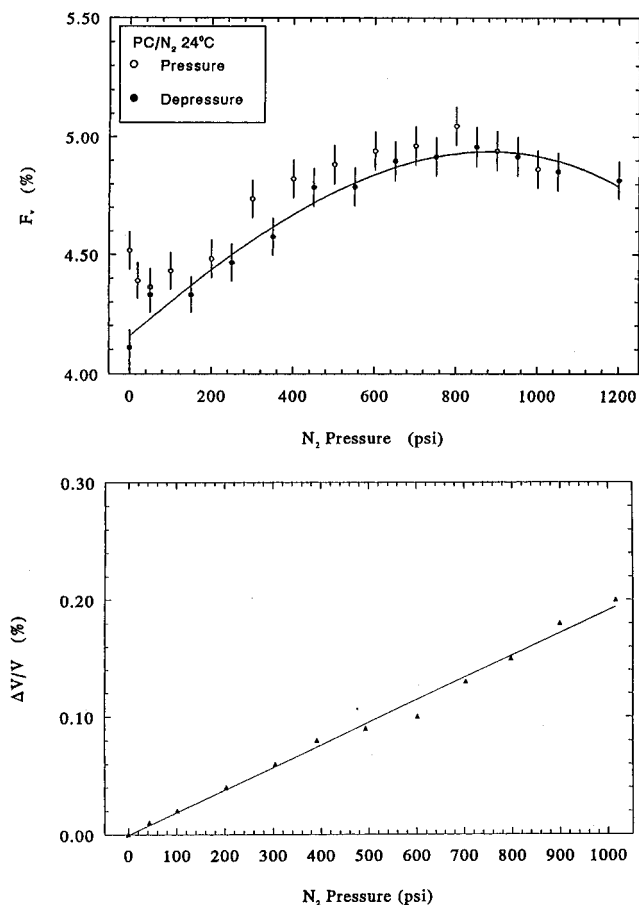 5.50
PC/N₂ 24°C
Pressure
Depressure
5.00
4.50
4.00
Fᵥ (%)
0 200 400 600 800 1000 1200
N₂ Pressure (psi)
0.30
0.20
0.10
0.00
ΔV/V (%)
0 100 200 300 400 500 600 700 800 900 1000
N₂ Pressure (psi)